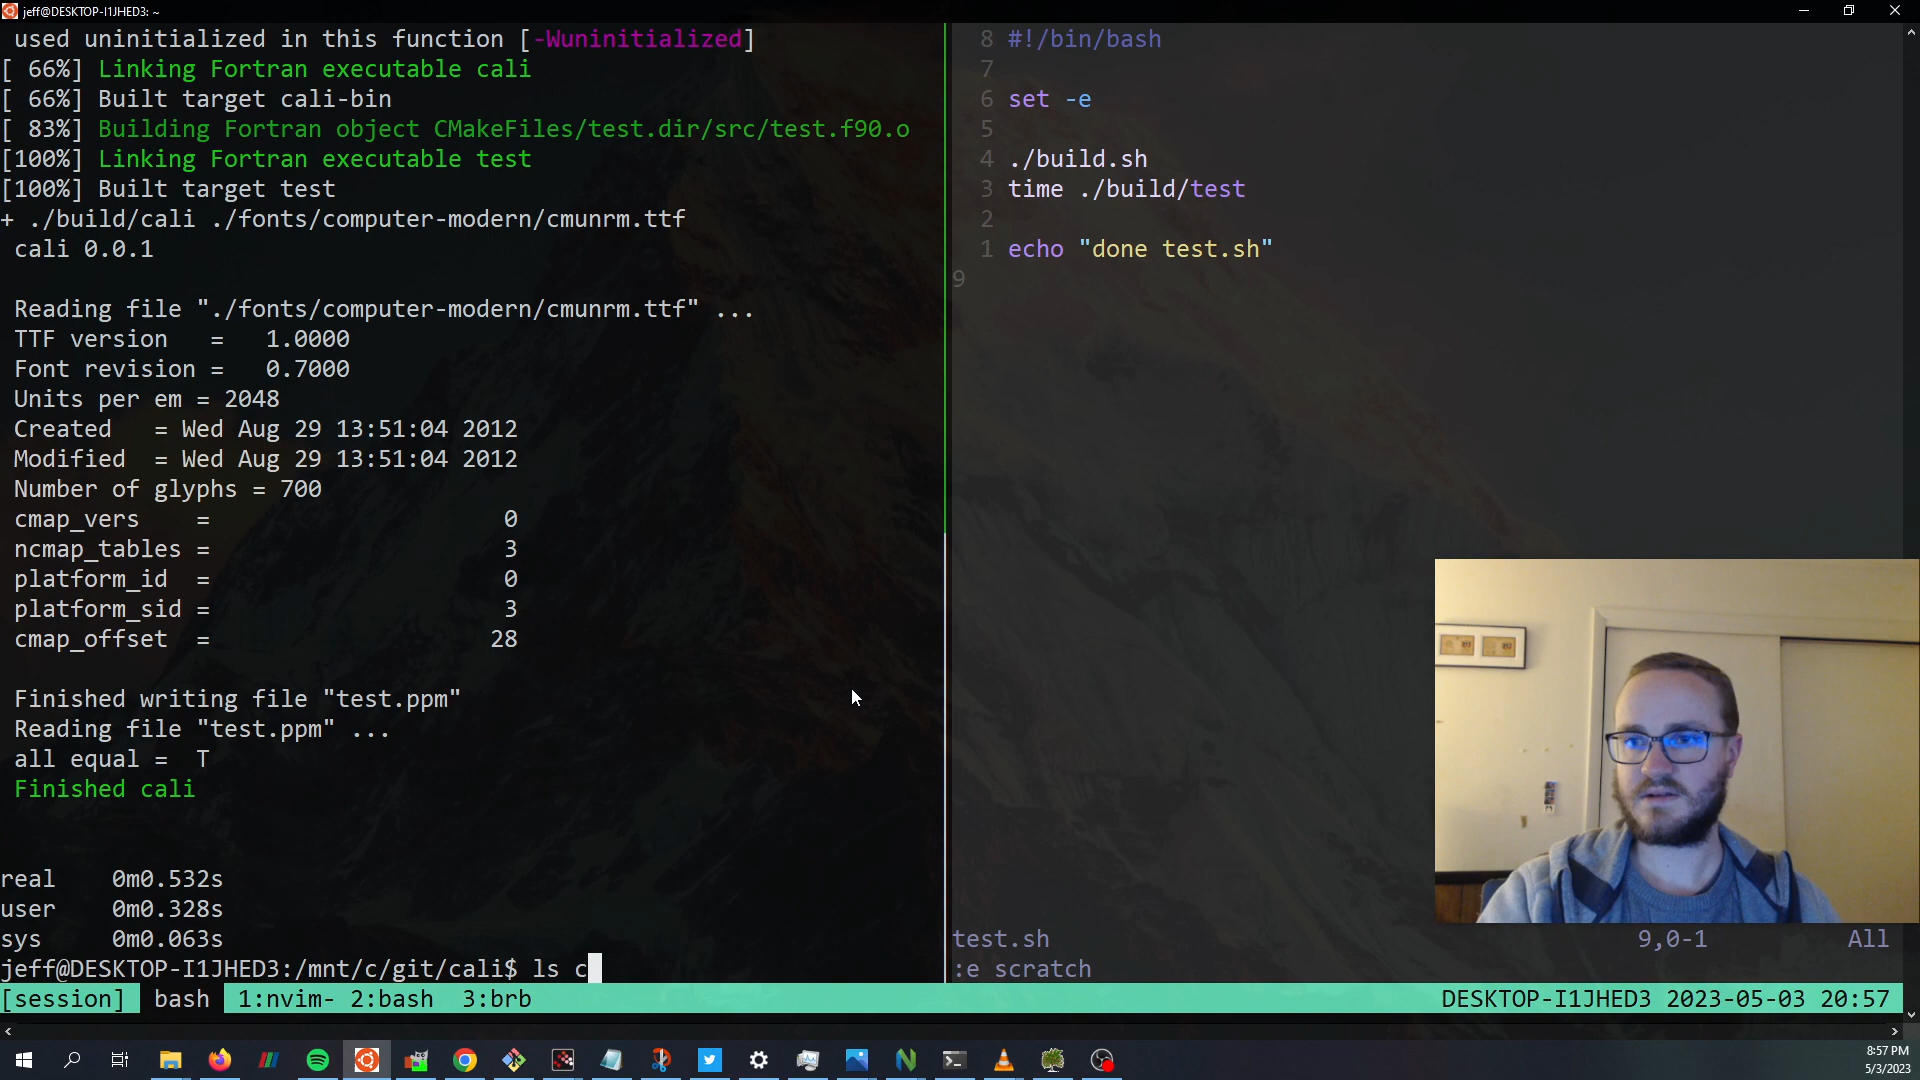 jeff@DESKTOP-I1JHED3: ~
used uninitialized in this function [-Wuninitialized]
[ 66%] Linking Fortran executable cali
[ 66%] Built target cali-bin
[ 83%] Building Fortran object CMakeFiles/test.dir/src/test.f90.o
[100%] Linking Fortran executable test
[100%] Built target test
+ ./build/cali ./fonts/computer-modern/cmunrm.ttf
cali 0.0.1
Reading file "./fonts/computer-modern/cmunrm.ttf" ...
TTF version   =   1.0000
Font revision =   0.7000
Units per em = 2048
Created   = Wed Aug 29 13:51:04 2012
Modified  = Wed Aug 29 13:51:04 2012
Number of glyphs = 700
cmap_vers     =                     0
ncmap_tables =                     3
platform_id  =                     0
platform_sid =                     3
cmap_offset  =                    28
Finished writing file "test.ppm"
Reading file "test.ppm" ...
all equal =  T
Finished cali
real    0m0.532s
user    0m0.328s
sys     0m0.063s
jeff@DESKTOP-I1JHED3:/mnt/c/git/cali$ ls c
8 #!/bin/bash
7
6 set -e
5
4 ./build.sh
3 time ./build/test
2
1 echo "done test.sh"
9
test.sh 9,0-1 All
:e scratch
[session] bash 1:nvim- 2:bash  3:brb DESKTOP-I1JHED3 2023-05-03 20:57
8:57 PM
5/3/2023